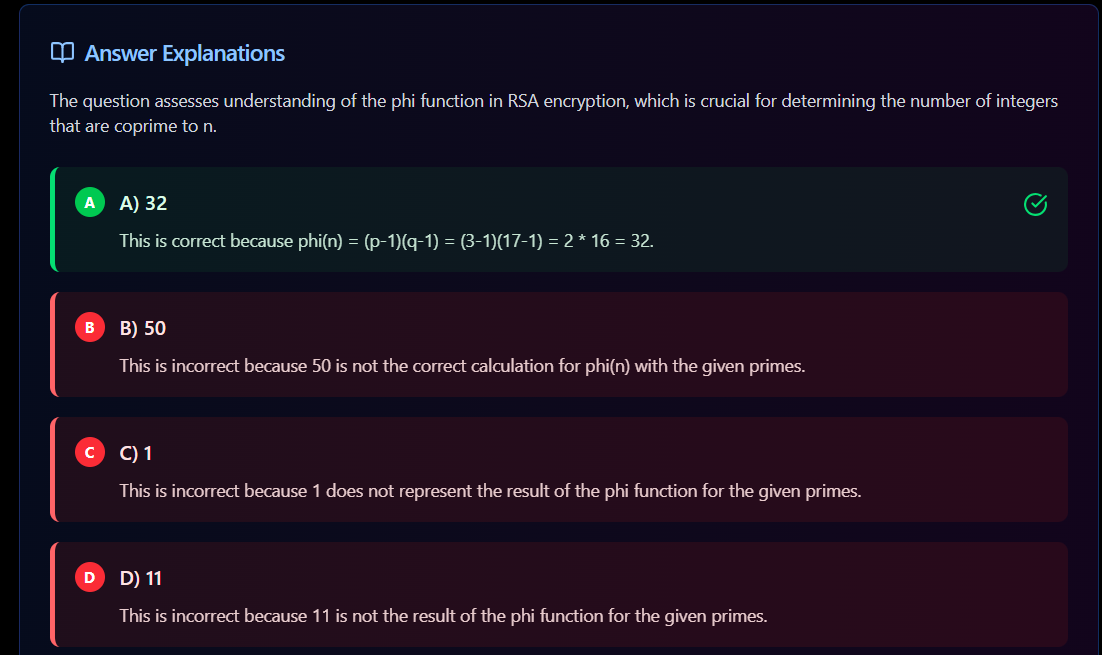 Answer Explanations
The question assesses understanding of the phi function in RSA encryption, which is crucial for determining the number of integers
that are coprime to n.
A A) 32
This is correct because phi(n) = (p-1)(q-1) = (3-1)(17-1) = 2 * 16 = 32.
B B) 50
This is incorrect because 50 is not the correct calculation for phi(n) with the given primes.
C C) 1
This is incorrect because 1 does not represent the result of the phi function for the given primes.
D D) 11
This is incorrect because 11 is not the result of the phi function for the given primes.